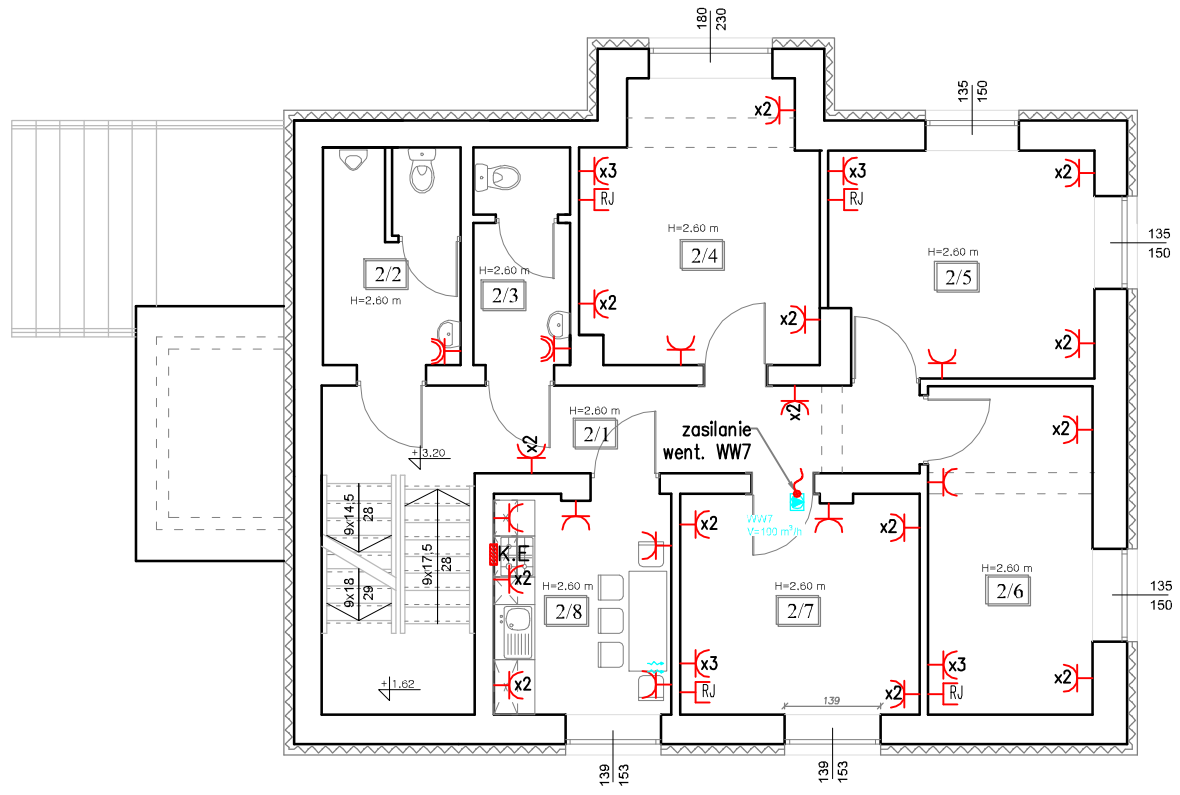 180
230
135
150
x2
x3
RJ
x3
RJ
x2
x2
H=2.60 m
2/4
H=2.60 m
2/5
135
150
H=2.60 m
2/2
H=2.60 m
2/3
x2
x2
x2
H=2.60 m
2/1
x2
x2
zasilanie
went. WW7
x2
+3.20
9x14,5
28
9x18
29
9x17,5
28
+1.62
K.E
x2
x2
H=2.60 m
2/8
x2
x2
WW7
V=100 m³/h
H=2.60 m
2/7
x3
RJ
x2
139
H=2.60 m
2/6
x3
RJ
x2
135
150
139
153
139
153